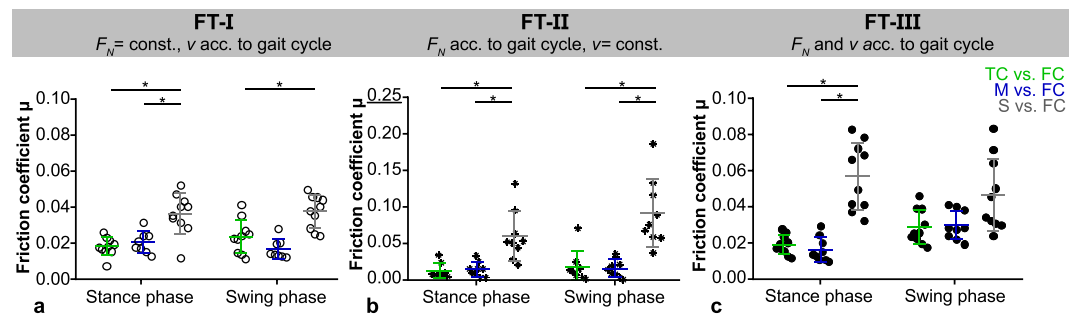 FT-I
F_N= const., v acc. to gait cycle
FT-II
F_N acc. to gait cycle, v= const.
FT-III
F_N and v acc. to gait cycle
TC vs. FC
M vs. FC
S vs. FC
Friction coefficient µ
0.10
0.08
0.06
0.04
0.02
0.00
*
*
*
Stance phase
Swing phase
a
Friction coefficient µ
0.25
0.20
0.15
0.10
0.05
0.00
*
*
*
*
Stance phase
Swing phase
b
Friction coefficient µ
0.10
0.08
0.06
0.04
0.02
0.00
*
*
Stance phase
Swing phase
c